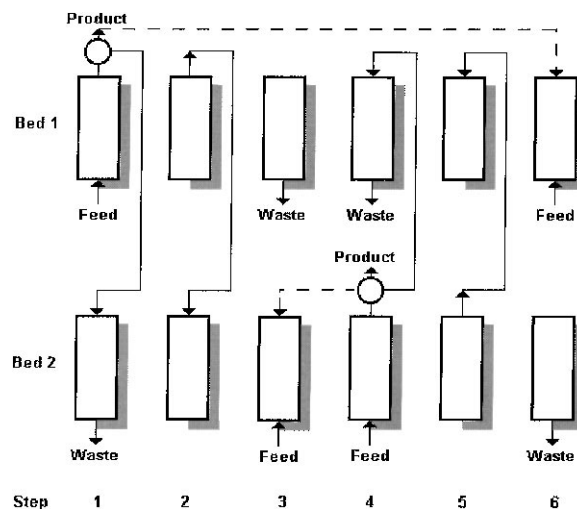 Product
Bed 1
Feed
Waste
Waste
Feed
Product
Bed 2
Waste
Feed
Feed
Waste
Step 1 2 3 4 5 6